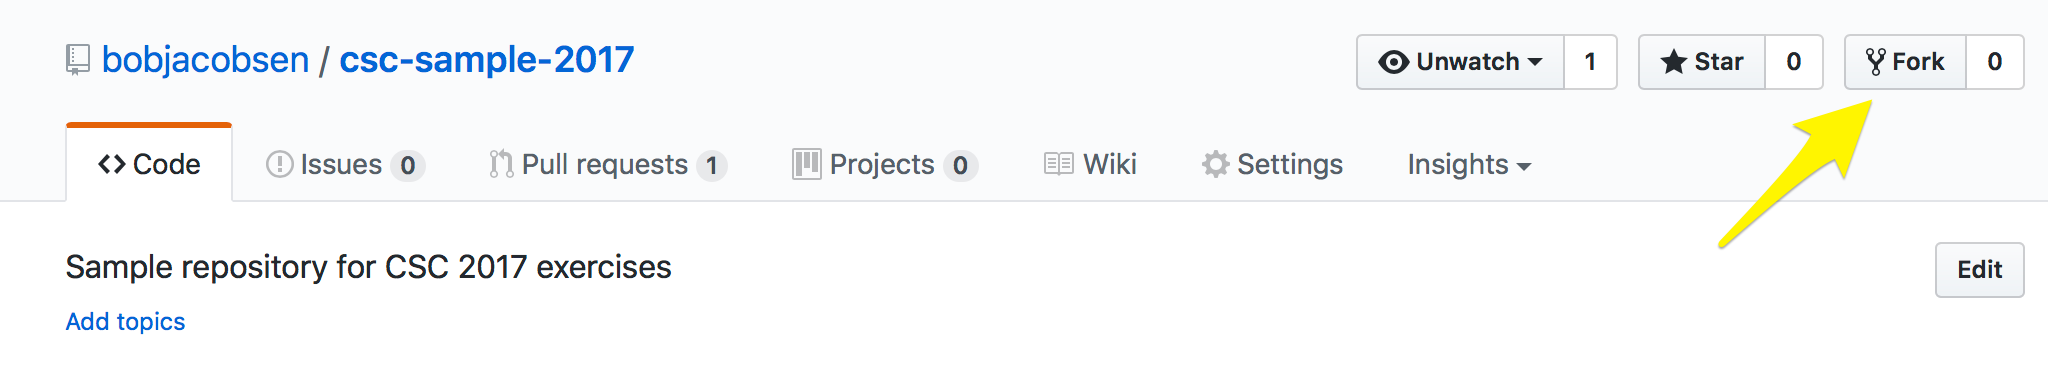 bobjacobsen / csc-sample-2017
Unwatch 1 Star 0 Fork 0
Code Issues 0 Pull requests 1 Projects 0 Wiki Settings Insights
Sample repository for CSC 2017 exercises
Edit
Add topics